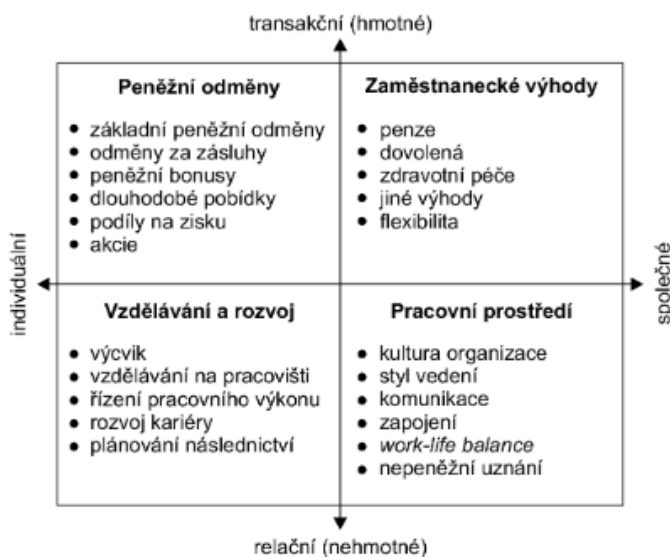 transakční (hmotné)
Peněžní odměny
• základní peněžní odměny
• odměny za zásluhy
• peněžní bonusy
• dlouhodobé pobídky
• podíly na zisku
• akcie
Zaměstnanecké výhody
• penze
• dovolená
• zdravotní péče
• jiné výhody
• flexibilita
individuální
společné
Vzdělávání a rozvoj
• výcvik
• vzdělávání na pracovišti
• řízení pracovního výkonu
• rozvoj kariéry
• plánování následnictví
Pracovní prostředí
• kultura organizace
• styl vedení
• komunikace
• zapojení
• work-life balance
• nepeněžní uznání
relační (nehmotné)